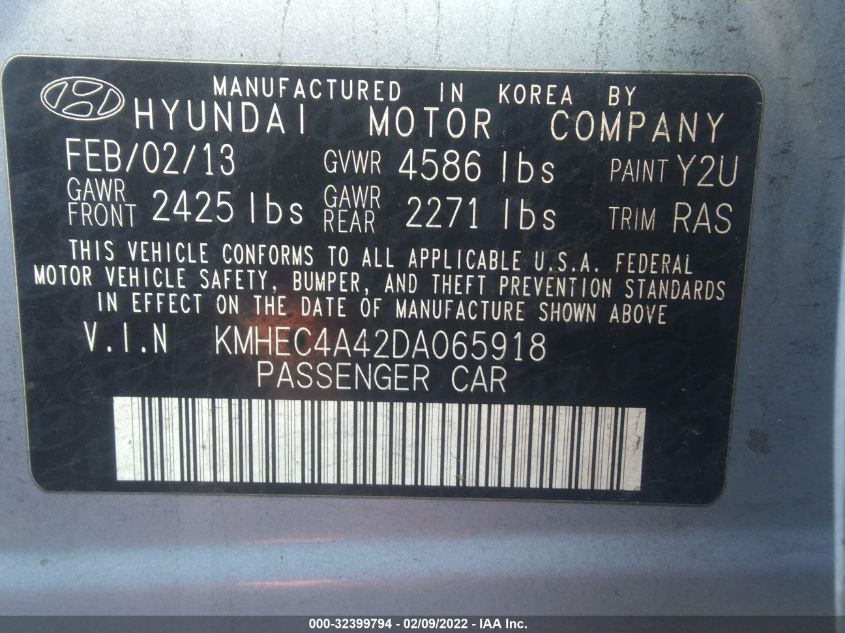 MANUFACTURED IN KOREA BY
HYUNDAI MOTOR COMPANY
FEB/02/13 GVWR 4586 lbs PAINT Y2U
GAWR FRONT 2425 lbs GAWR REAR 2271 lbs TRIM RAS
THIS VEHICLE CONFORMS TO ALL APPLICABLE U.S.A. FEDERAL
MOTOR VEHICLE SAFETY, BUMPER, AND THEFT PREVENTION STANDARDS
IN EFFECT ON THE DATE OF MANUFACTURE SHOWN ABOVE
V.I.N KMHEC4A42DA065918
PASSENGER CAR
000-32399794 - 02/09/2022 - IAA Inc.